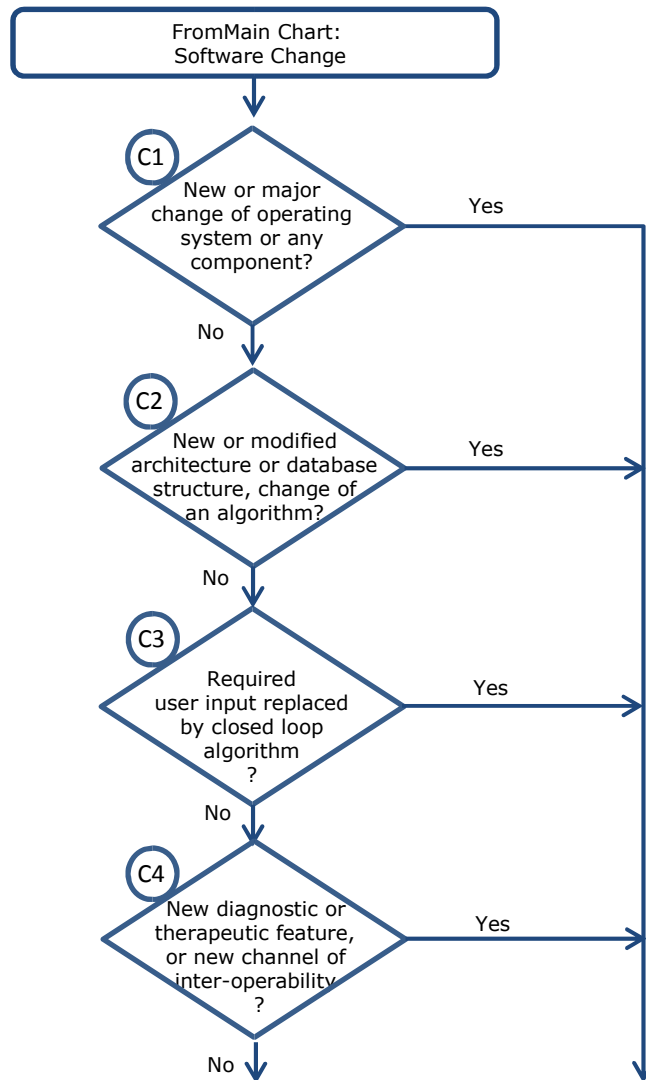 FromMain Chart:
Software Change
C1
New or major
change of operating
system or any
component?
Yes
No
C2
New or modified
architecture or database
structure, change of
an algorithm?
Yes
No
C3
Required
user input replaced
by closed loop
algorithm
?
Yes
No
C4
New diagnostic or
therapeutic feature,
or new channel of
inter-operability
?
Yes
No